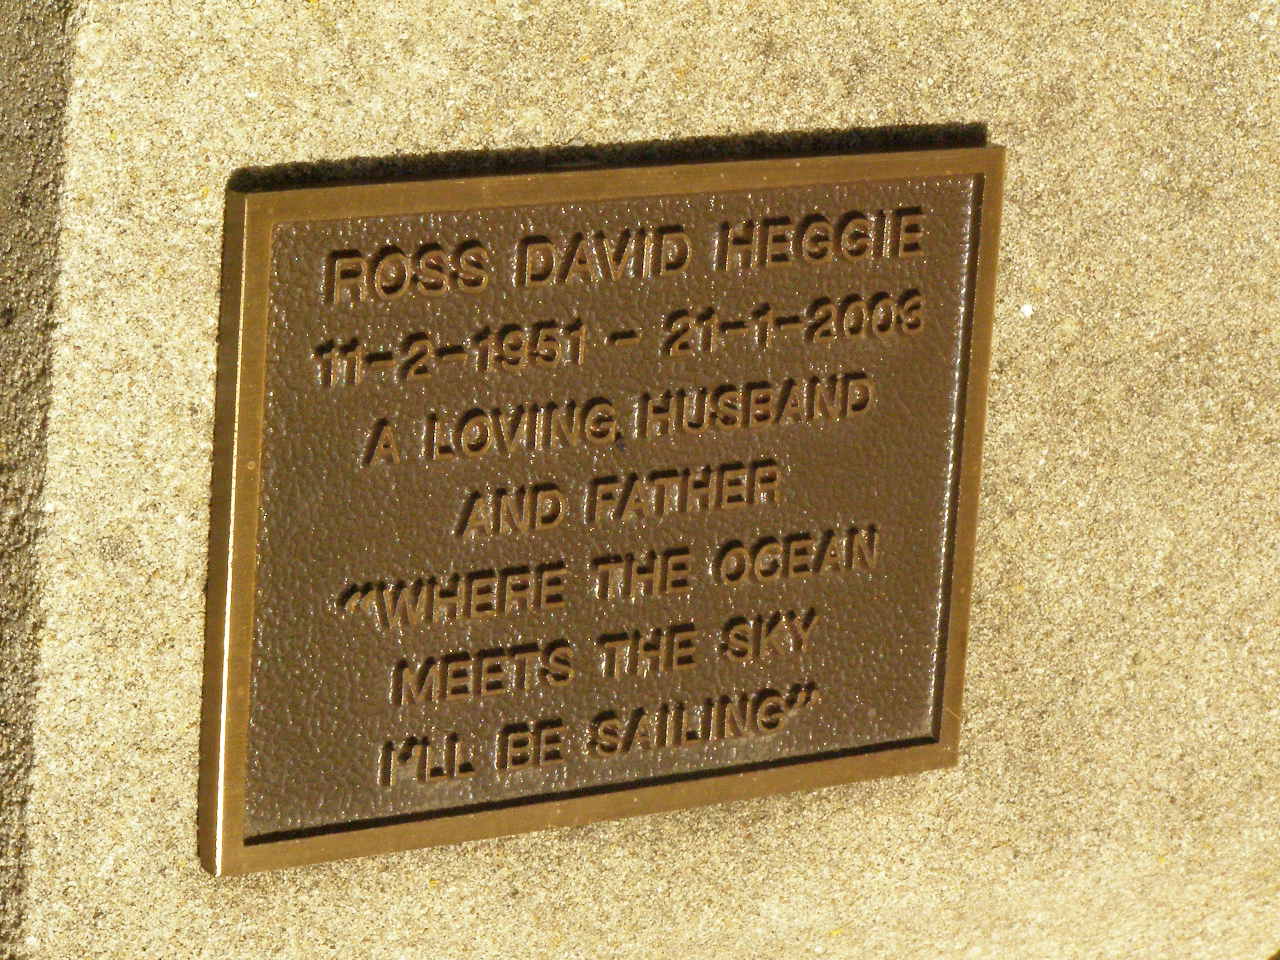 ROSS DAVID HEGGIE
11-2-1951 - 21-1-2003
A LOVING HUSBAND
AND FATHER
“WHERE THE OCEAN
MEETS THE SKY
I'LL BE SAILING”